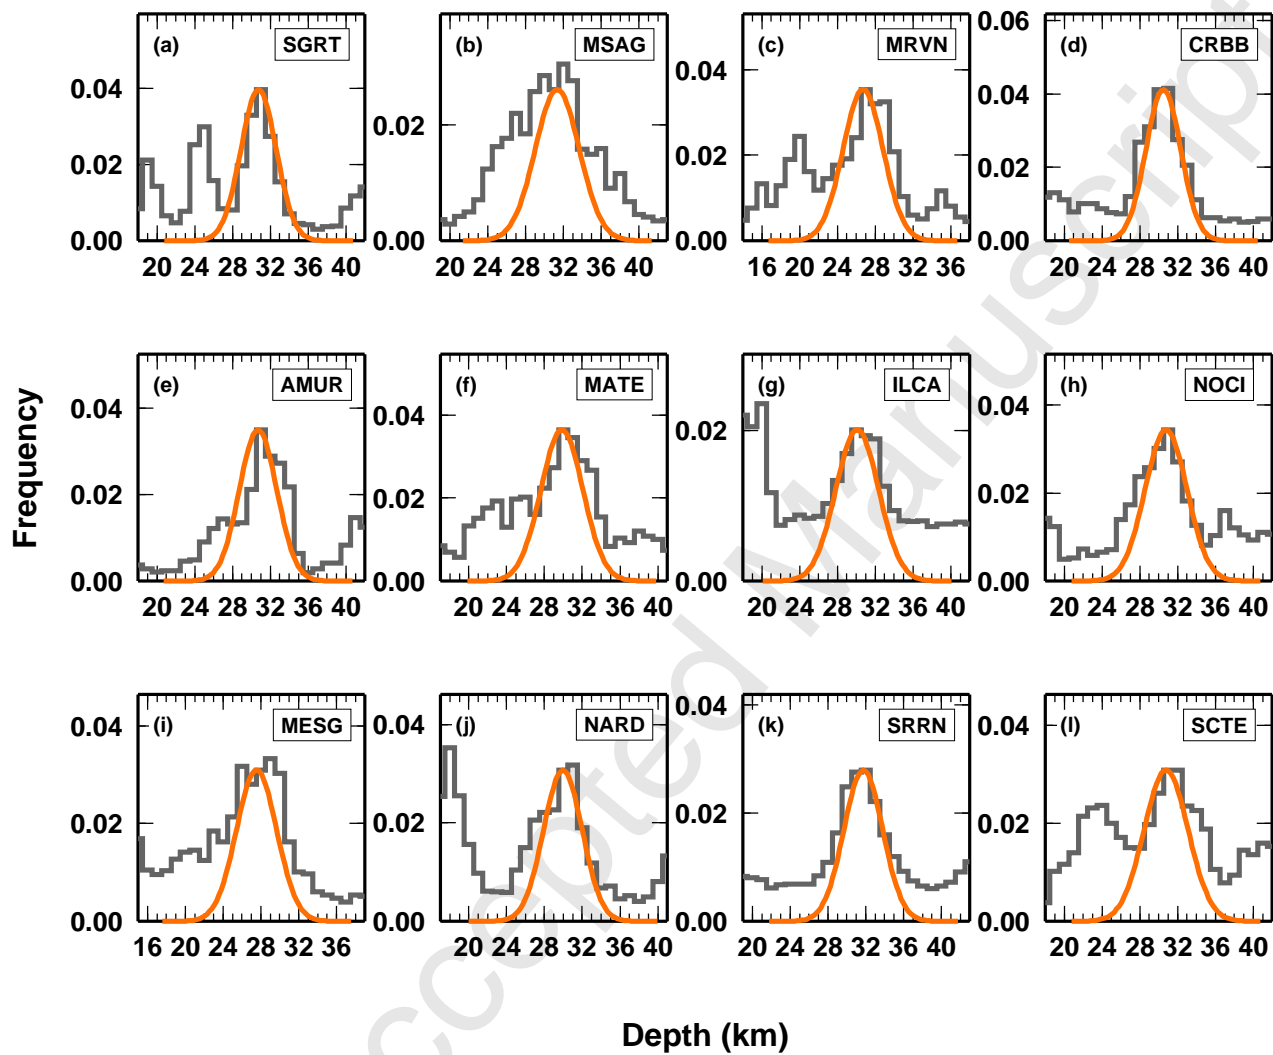 (a) SGRT (b) MSAG (c) MRVN 0.06 (d) CRBB
0.04 0.02 0.04 0.04
0.02 0.02 0.02
0.00 0.00 0.00 0.00
20 24 28 32 36 40 20 24 28 32 36 40 16 20 24 28 32 36 20 24 28 32 36 40
(e) AMUR (f) MATE (g) ILCA (h) NOCI
0.04 0.04 0.02 0.04
0.02 0.02 0.02
0.00 0.00 0.00 0.00
20 24 28 32 36 40 20 24 28 32 36 40 20 24 28 32 36 40 20 24 28 32 36 40
Frequency
(i) MESG (j) NARD (k) SRRN (l) SCTE
0.04 0.04 0.04 0.04
0.02 0.02 0.02 0.02
0.00 0.00 0.00 0.00
16 20 24 28 32 36 20 24 28 32 36 40 20 24 28 32 36 40 20 24 28 32 36 40
Depth (km)
ccepted Manuscript